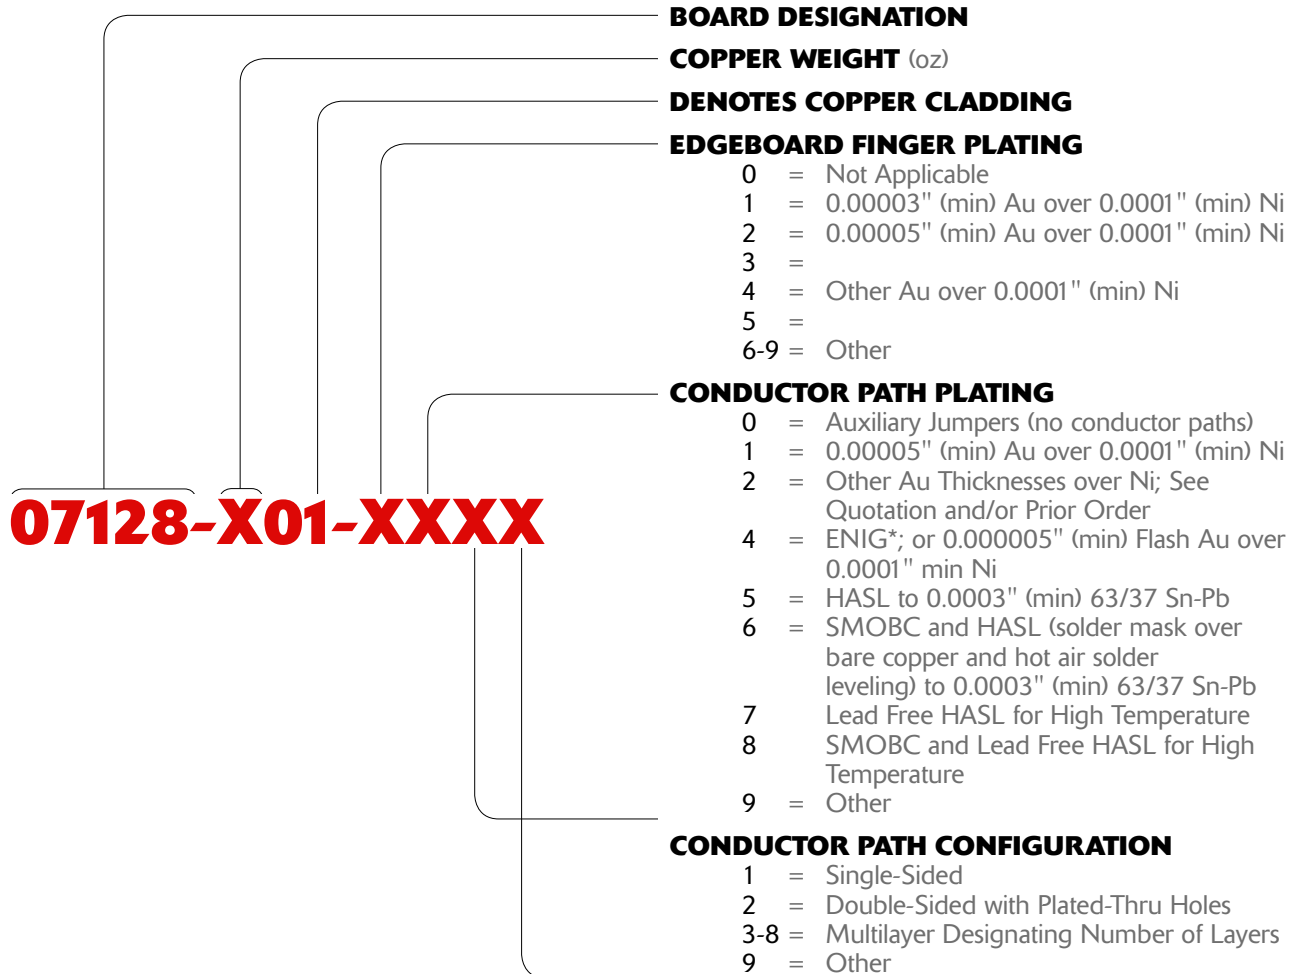 BOARD DESIGNATION
COPPER WEIGHT (oz)
DENOTES COPPER CLADDING
EDGEBOARD FINGER PLATING
0 = Not Applicable
1 = 0.00003" (min) Au over 0.0001" (min) Ni
2 = 0.00005" (min) Au over 0.0001" (min) Ni
3 =
4 = Other Au over 0.0001" (min) Ni
5 =
6-9 = Other
CONDUCTOR PATH PLATING
0 = Auxiliary Jumpers (no conductor paths)
1 = 0.00005" (min) Au over 0.0001" (min) Ni
2 = Other Au Thicknesses over Ni; See
Quotation and/or Prior Order
4 = ENIG*; or 0.000005" (min) Flash Au over
0.0001" min Ni
5 = HASL to 0.0003" (min) 63/37 Sn-Pb
6 = SMOBC and HASL (solder mask over
bare copper and hot air solder
leveling) to 0.0003" (min) 63/37 Sn-Pb
7 Lead Free HASL for High Temperature
8 SMOBC and Lead Free HASL for High
Temperature
9 = Other
07128-X01-XXXX
CONDUCTOR PATH CONFIGURATION
1 = Single-Sided
2 = Double-Sided with Plated-Thru Holes
3-8 = Multilayer Designating Number of Layers
9 = Other